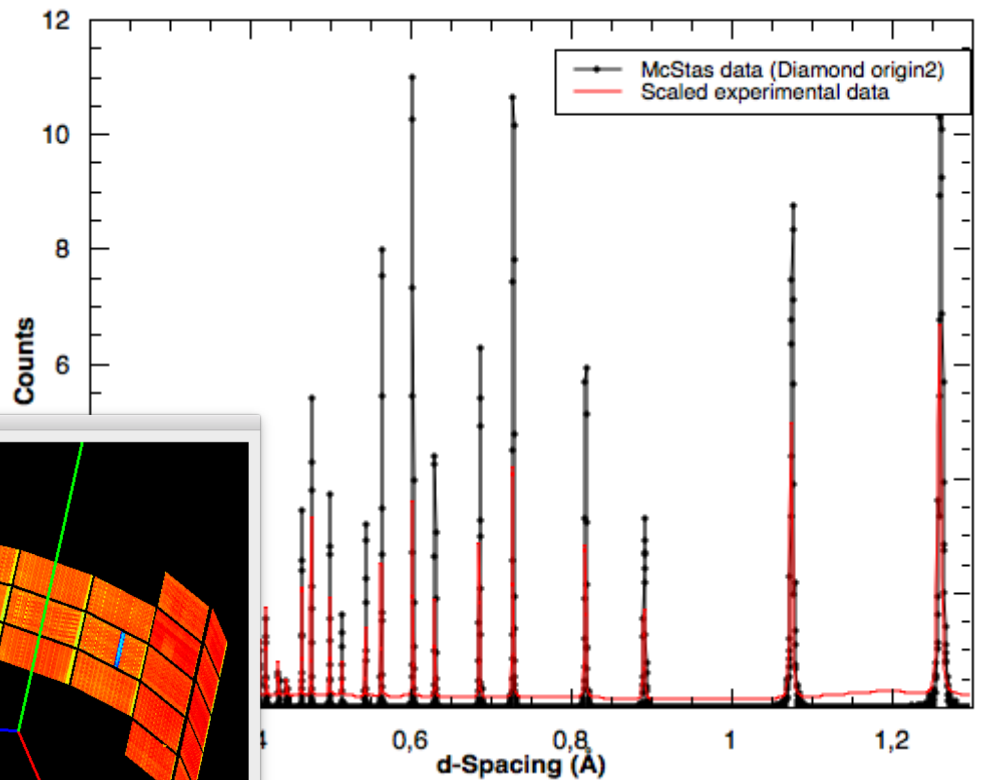 12
McStas data (Diamond origin2)
Scaled experimental data
10
8
Counts
6
4
0,6
0,8
1
1,2
d-Spacing (Å)